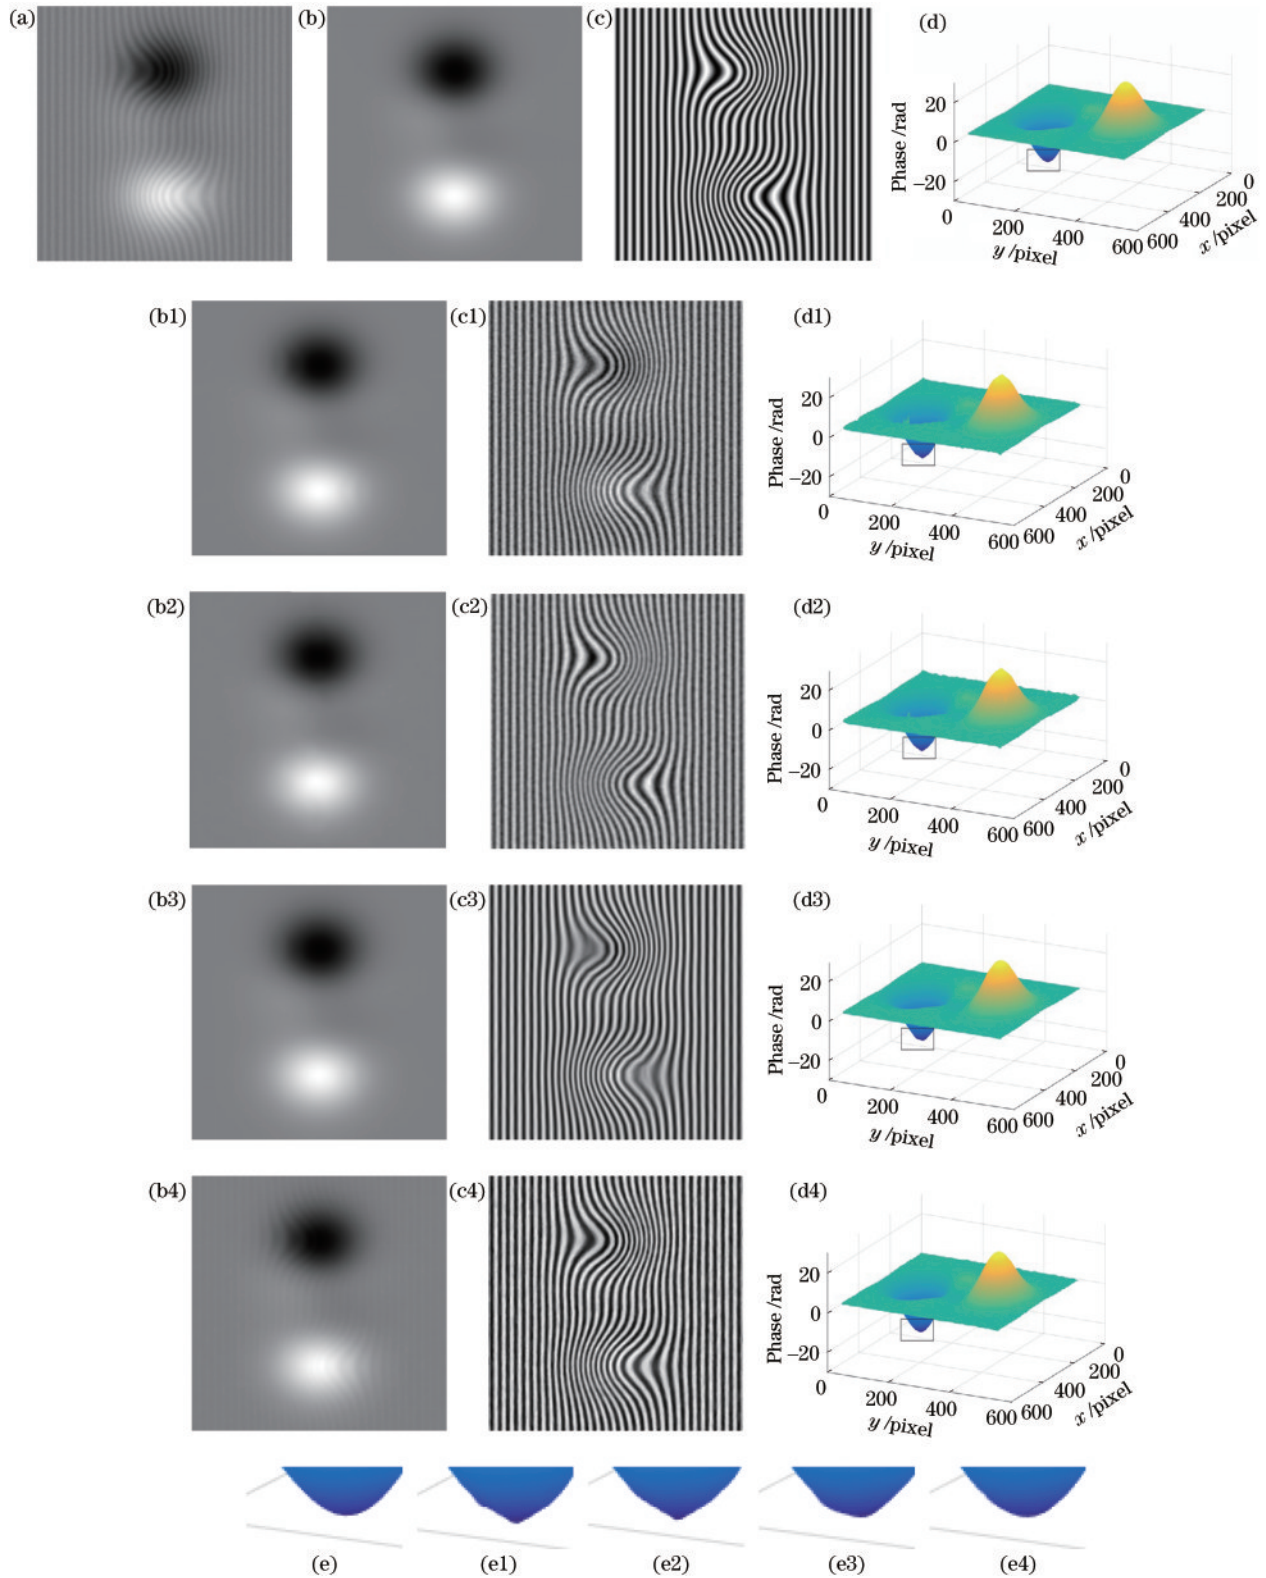 (a)
(b)
(c)
(d)
Phase /rad
20
0
−20
0
200
400
600
y /pixel
600
400
200
0
x /pixel
(b1)
(c1)
(d1)
Phase /rad
20
0
−20
0
200
400
600
y /pixel
600
400
200
0
x /pixel
(b2)
(c2)
(d2)
Phase /rad
20
0
−20
0
200
400
600
y /pixel
600
400
200
0
x /pixel
(b3)
(c3)
(d3)
Phase /rad
20
0
−20
0
200
400
600
y /pixel
600
400
200
0
x /pixel
(b4)
(c4)
(d4)
Phase /rad
20
0
−20
0
200
400
600
y /pixel
600
400
200
0
x /pixel
(e)
(e1)
(e2)
(e3)
(e4)